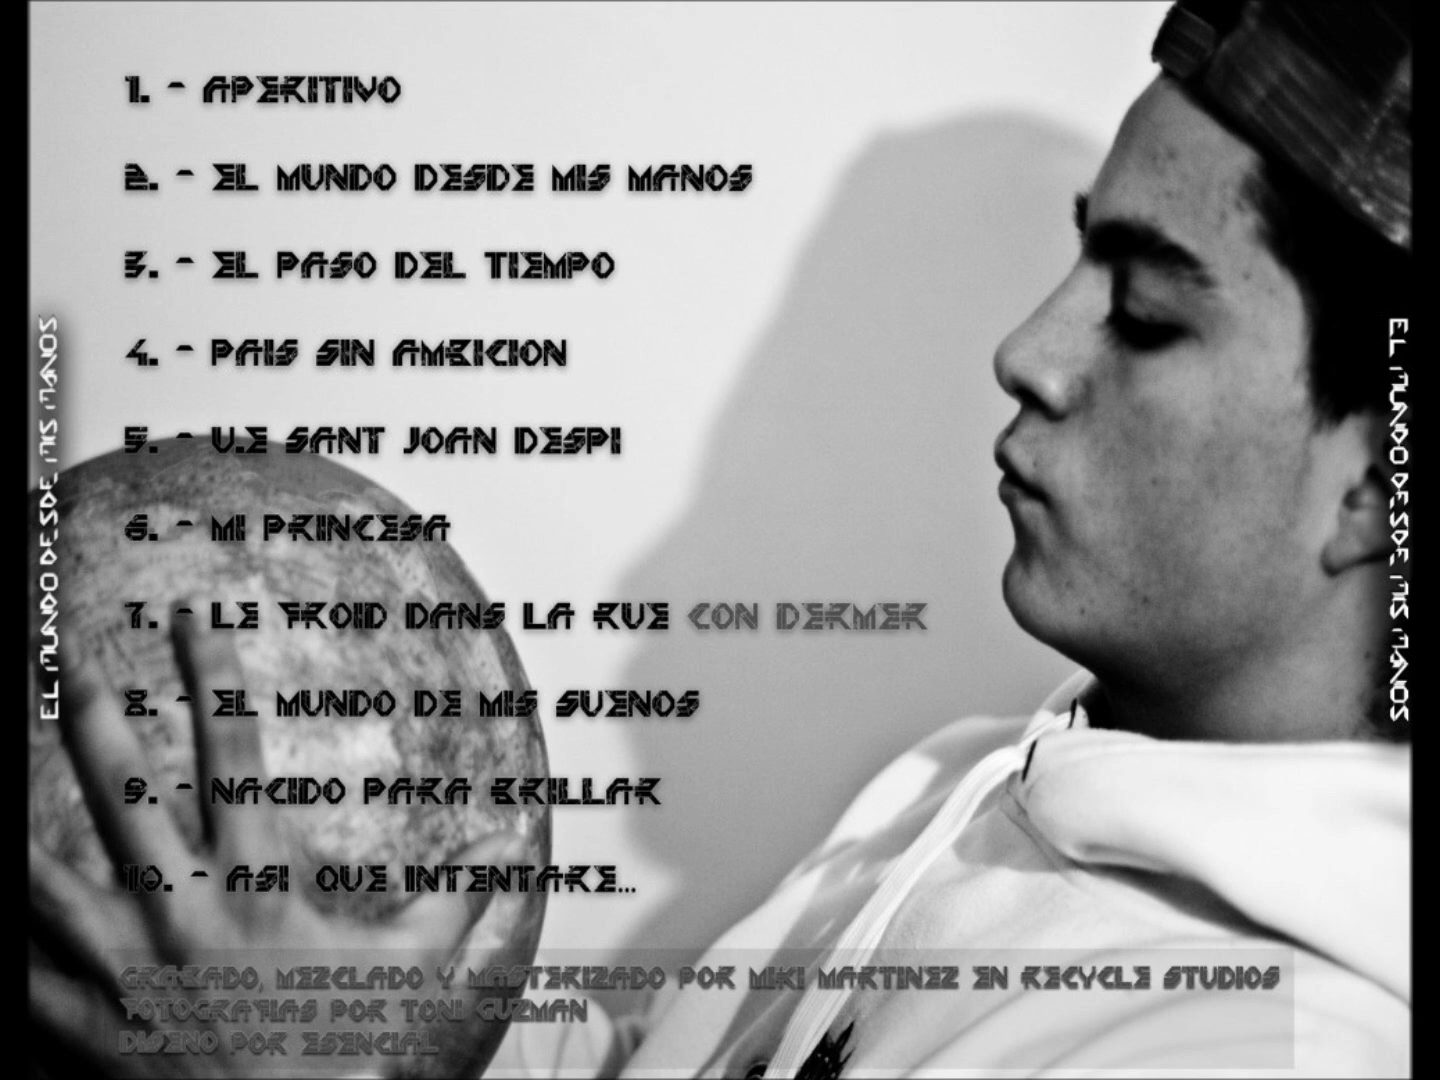 1. - APERITIVO
2. - EL MUNDO DESDE MIS MANOS
3. - EL PASO DEL TIEMPO
4. - PAIS SIN AMBICION
5. - U.E SANT JOAN DESPI
6. - MI PRINCESA
7. - LE FROID DANS LA RUE CON DERMER
8. - EL MUNDO DE MIS SUENOS
9. - NACIDO PARA BRILLAR
10. - ASI QUE INTENTARE...
GRABADO, MEZCLADO Y MASTERIZADO POR MIKI MARTINEZ EN RECYCLE STUDIOS
FOTOGRAFIAS POR TONI GUZMAN
DISENO POR ESENCIAL
EL MUNDO DESDE MIS MANOS
EL MUNDO DESDE MIS MANOS